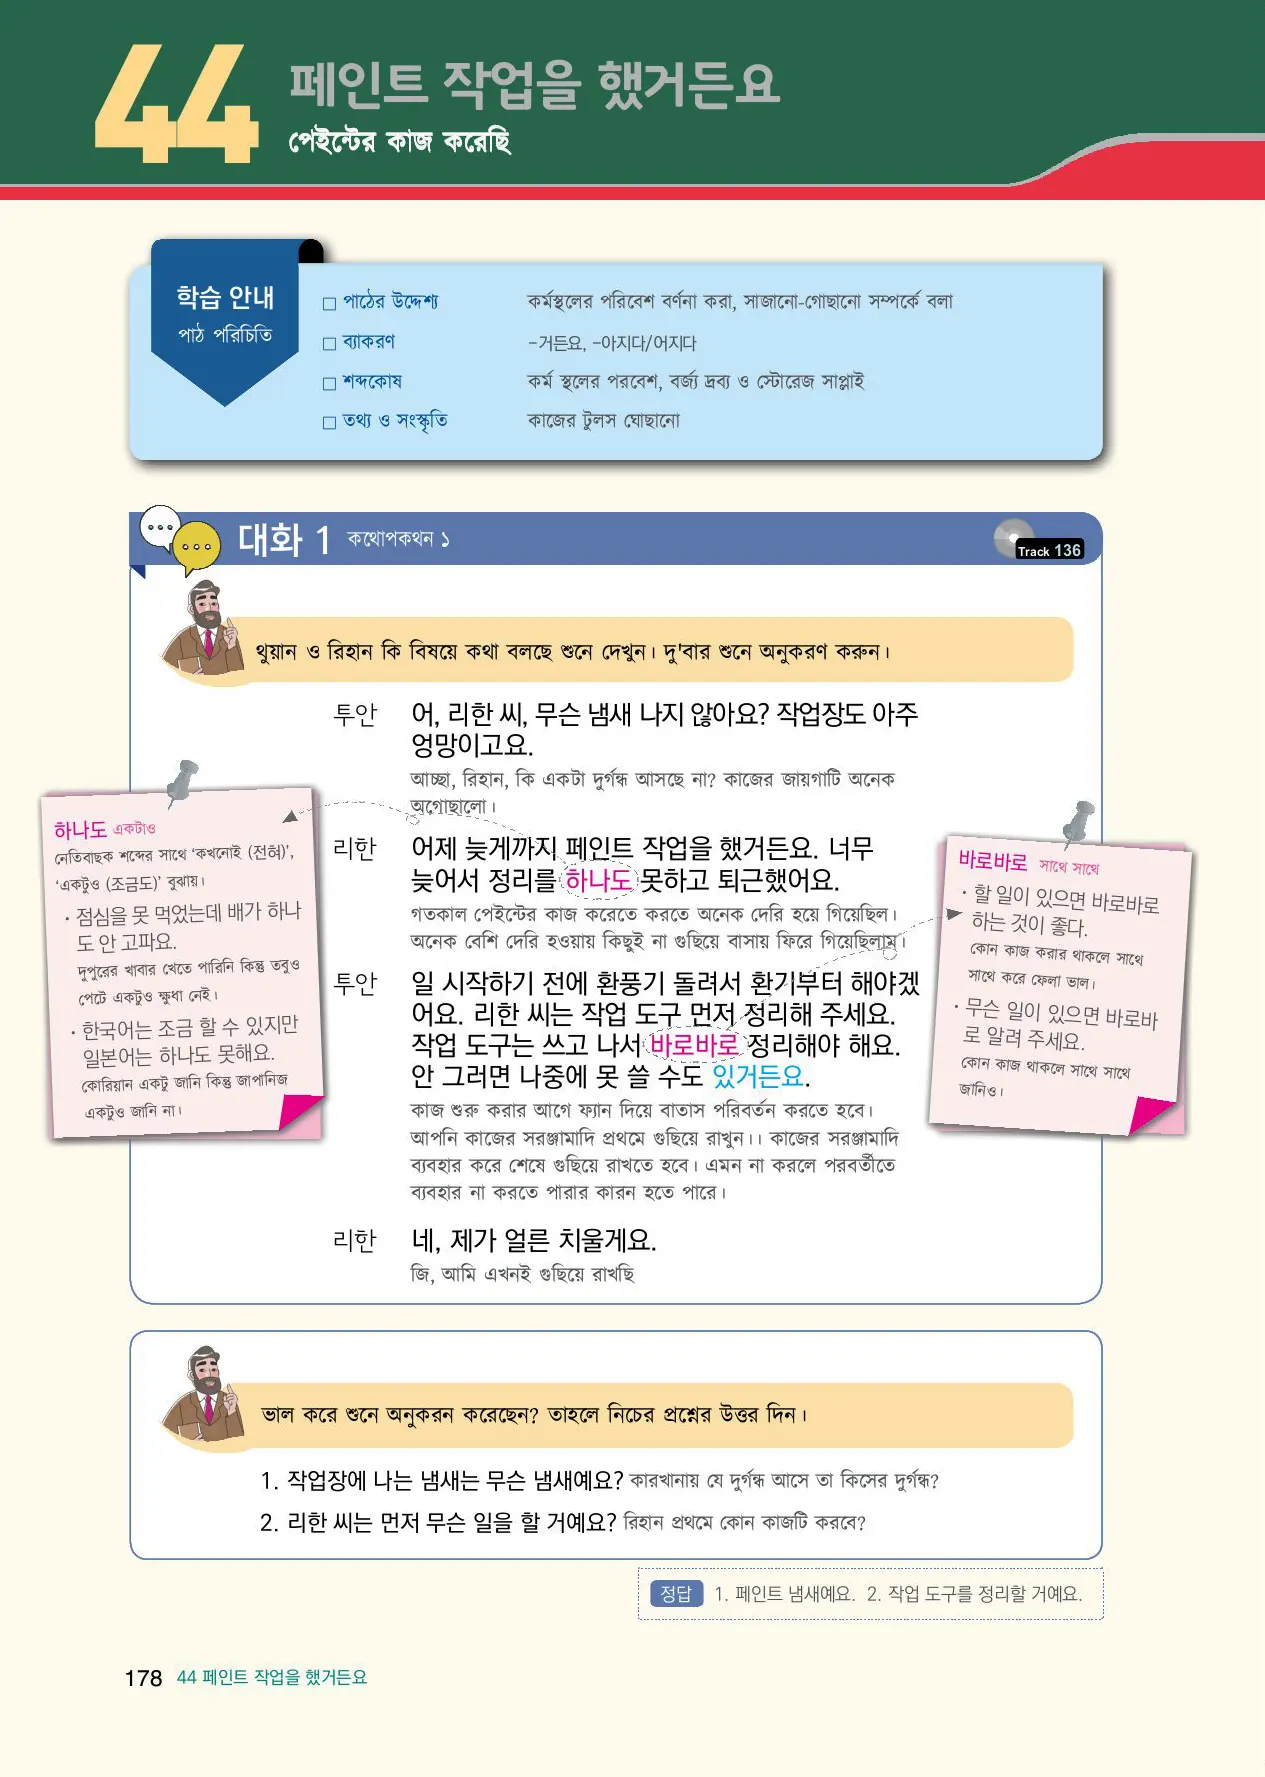 44
페인트 작업을 했거든요
পেইন্টের কাজ করেছি
학습 안내
পাঠ পরিচিতি
□ পাঠের উদ্দেশ্য কর্মস্থলের পরিবেশ বর্ণনা করা, সাজানো-গোছানো সম্পর্কে বলা
□ ব্যাকরণ -거든요, -아지다/어지다
□ শব্দকোষ কর্ম স্থলের পরবেশ, বর্জ্য দ্রব্য ও স্টোরেজ সাপ্লাই
□ তথ্য ও সংস্কৃতি কাজের টুলস ঘোছানো
대화 1 কথোপকথন ১
Track 136
থুয়ান ও রিহান কি বিষয়ে কথা বলছে শুনে দেখুন। দু'বার শুনে অনুকরণ করুন।
투안 어, 리한 씨, 무슨 냄새 나지 않아요? 작업장도 아주
엉망이고요.
আচ্ছা, রিহান, কি একটা দুর্গন্ধ আসছে না? কাজের জায়গাটি অনেক
অগোছালো।
리한 어제 늦게까지 페인트 작업을 했거든요. 너무
늦어서 정리를 하나도 못하고 퇴근했어요.
গতকাল পেইন্টের কাজ করতে করতে অনেক দেরি হয়ে গিয়েছিল।
অনেক বেশি দেরি হওয়ায় কিছুই না গুছিয়ে বাসায় ফিরে গিয়েছিলাম।
투안 일 시작하기 전에 환풍기 돌려서 환기부터 해야겠
어요. 리한 씨는 작업 도구 먼저 정리해 주세요.
작업 도구는 쓰고 나서 바로바로 정리해야 해요.
안 그러면 나중에 못 쓸 수도 있거든요.
কাজ শুরু করার আগে ফ্যান দিয়ে বাতাস পরিবর্তন করতে হবে।
আপনি কাজের সরঞ্জামাদি প্রথমে গুছিয়ে রাখুন।। কাজের সরঞ্জামাদি
ব্যবহার করে শেষে গুছিয়ে রাখতে হবে। এমন না করলে পরবর্তীতে
ব্যবহার না করতে পারার কারন হতে পারে।
리한 네, 제가 얼른 치울게요.
জি, আমি এখনই গুছিয়ে রাখছি
하나도 একটাও
নেতিবাছক শব্দের সাথে ‘কখনোই (전혀)’,
‘একটুও (조금도)’ বুঝায়।
· 점심을 못 먹었는데 배가 하나
도 안 고파요.
দুপুরের খাবার খেতে পারিনি কিন্তু তবুও
পেটে একটুও ক্ষুধা নেই।
· 한국어는 조금 할 수 있지만
일본어는 하나도 못해요.
কোরিয়ান একটু জানি কিন্তু জাপানিজ
একটুও জানি না।
바로바로 সাথে সাথে
· 할 일이 있으면 바로바로
하는 것이 좋다.
কোন কাজ করার থাকলে সাথে
সাথে করে ফেলা ভাল।
· 무슨 일이 있으면 바로바
로 알려 주세요.
কোন কাজ থাকলে সাথে সাথে
জানিও।
ভাল করে শুনে অনুকরন করেছেন? তাহলে নিচের প্রশ্নের উত্তর দিন।
1. 작업장에 나는 냄새는 무슨 냄새예요? কারখানায় যে দুর্গন্ধ আসে তা কিসের দুর্গন্ধ?
2. 리한 씨는 먼저 무슨 일을 할 거예요? রিহান প্রথমে কোন কাজটি করবে?
정답 1. 페인트 냄새예요. 2. 작업 도구를 정리할 거예요.
178 44 페인트 작업을 했거든요